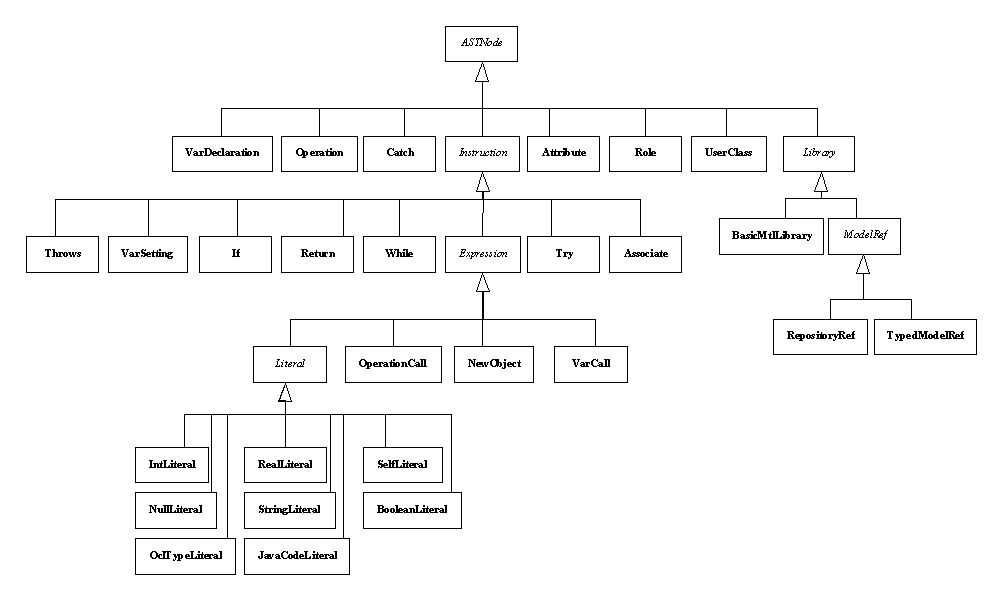 ASTNode
VarDeclaration
Operation
Catch
Instruction
Attribute
Role
UserClass
Library
Throws
VarSetting
If
Return
While
Expression
Try
Associate
BasicMtlLibrary
ModelRef
RepositoryRef
TypedModelRef
Literal
OperationCall
NewObject
VarCall
IntLiteral
RealLiteral
SelfLiteral
NullLiteral
StringLiteral
BooleanLiteral
OclTypeLiteral
JavaCodeLiteral